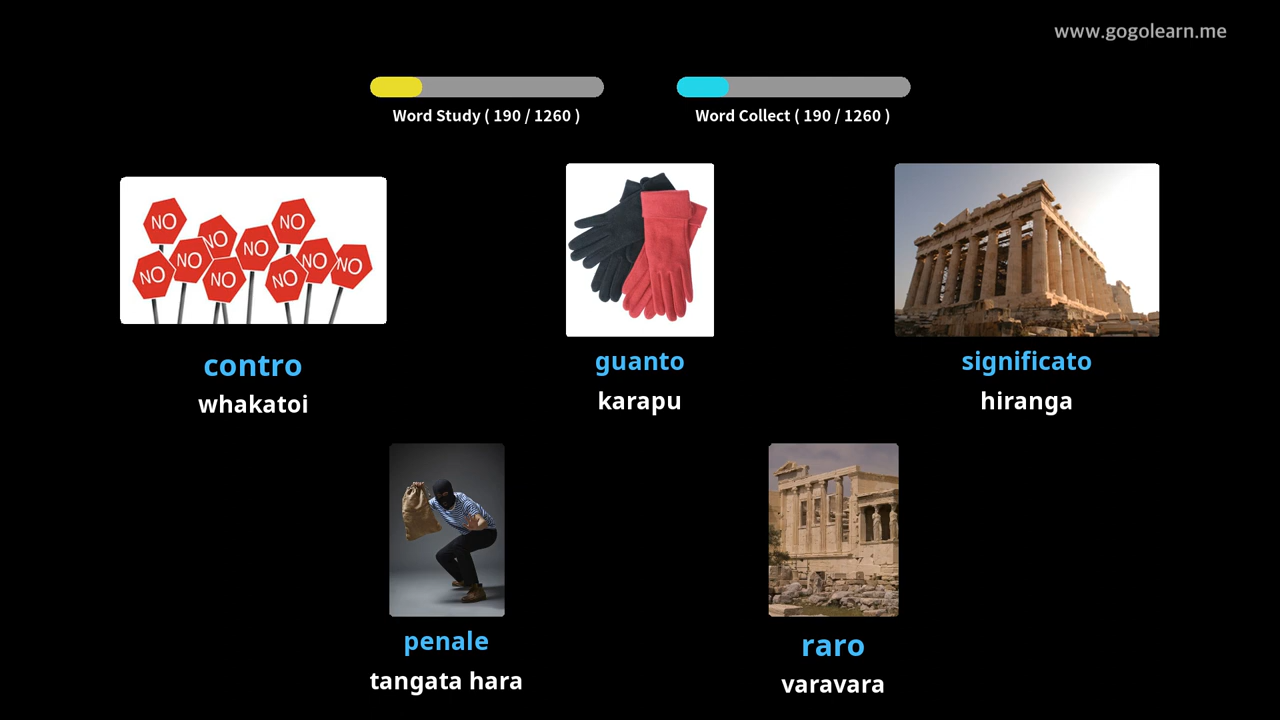 www.gogolearn.me
Word Study ( 190 / 1260 )
Word Collect ( 190 / 1260 )
NO
NO
NO
NO
NO
NO
NO
NO
NO
NO
contro
whakatoi
guanto
karapu
significato
hiranga
penale
tangata hara
raro
varavara